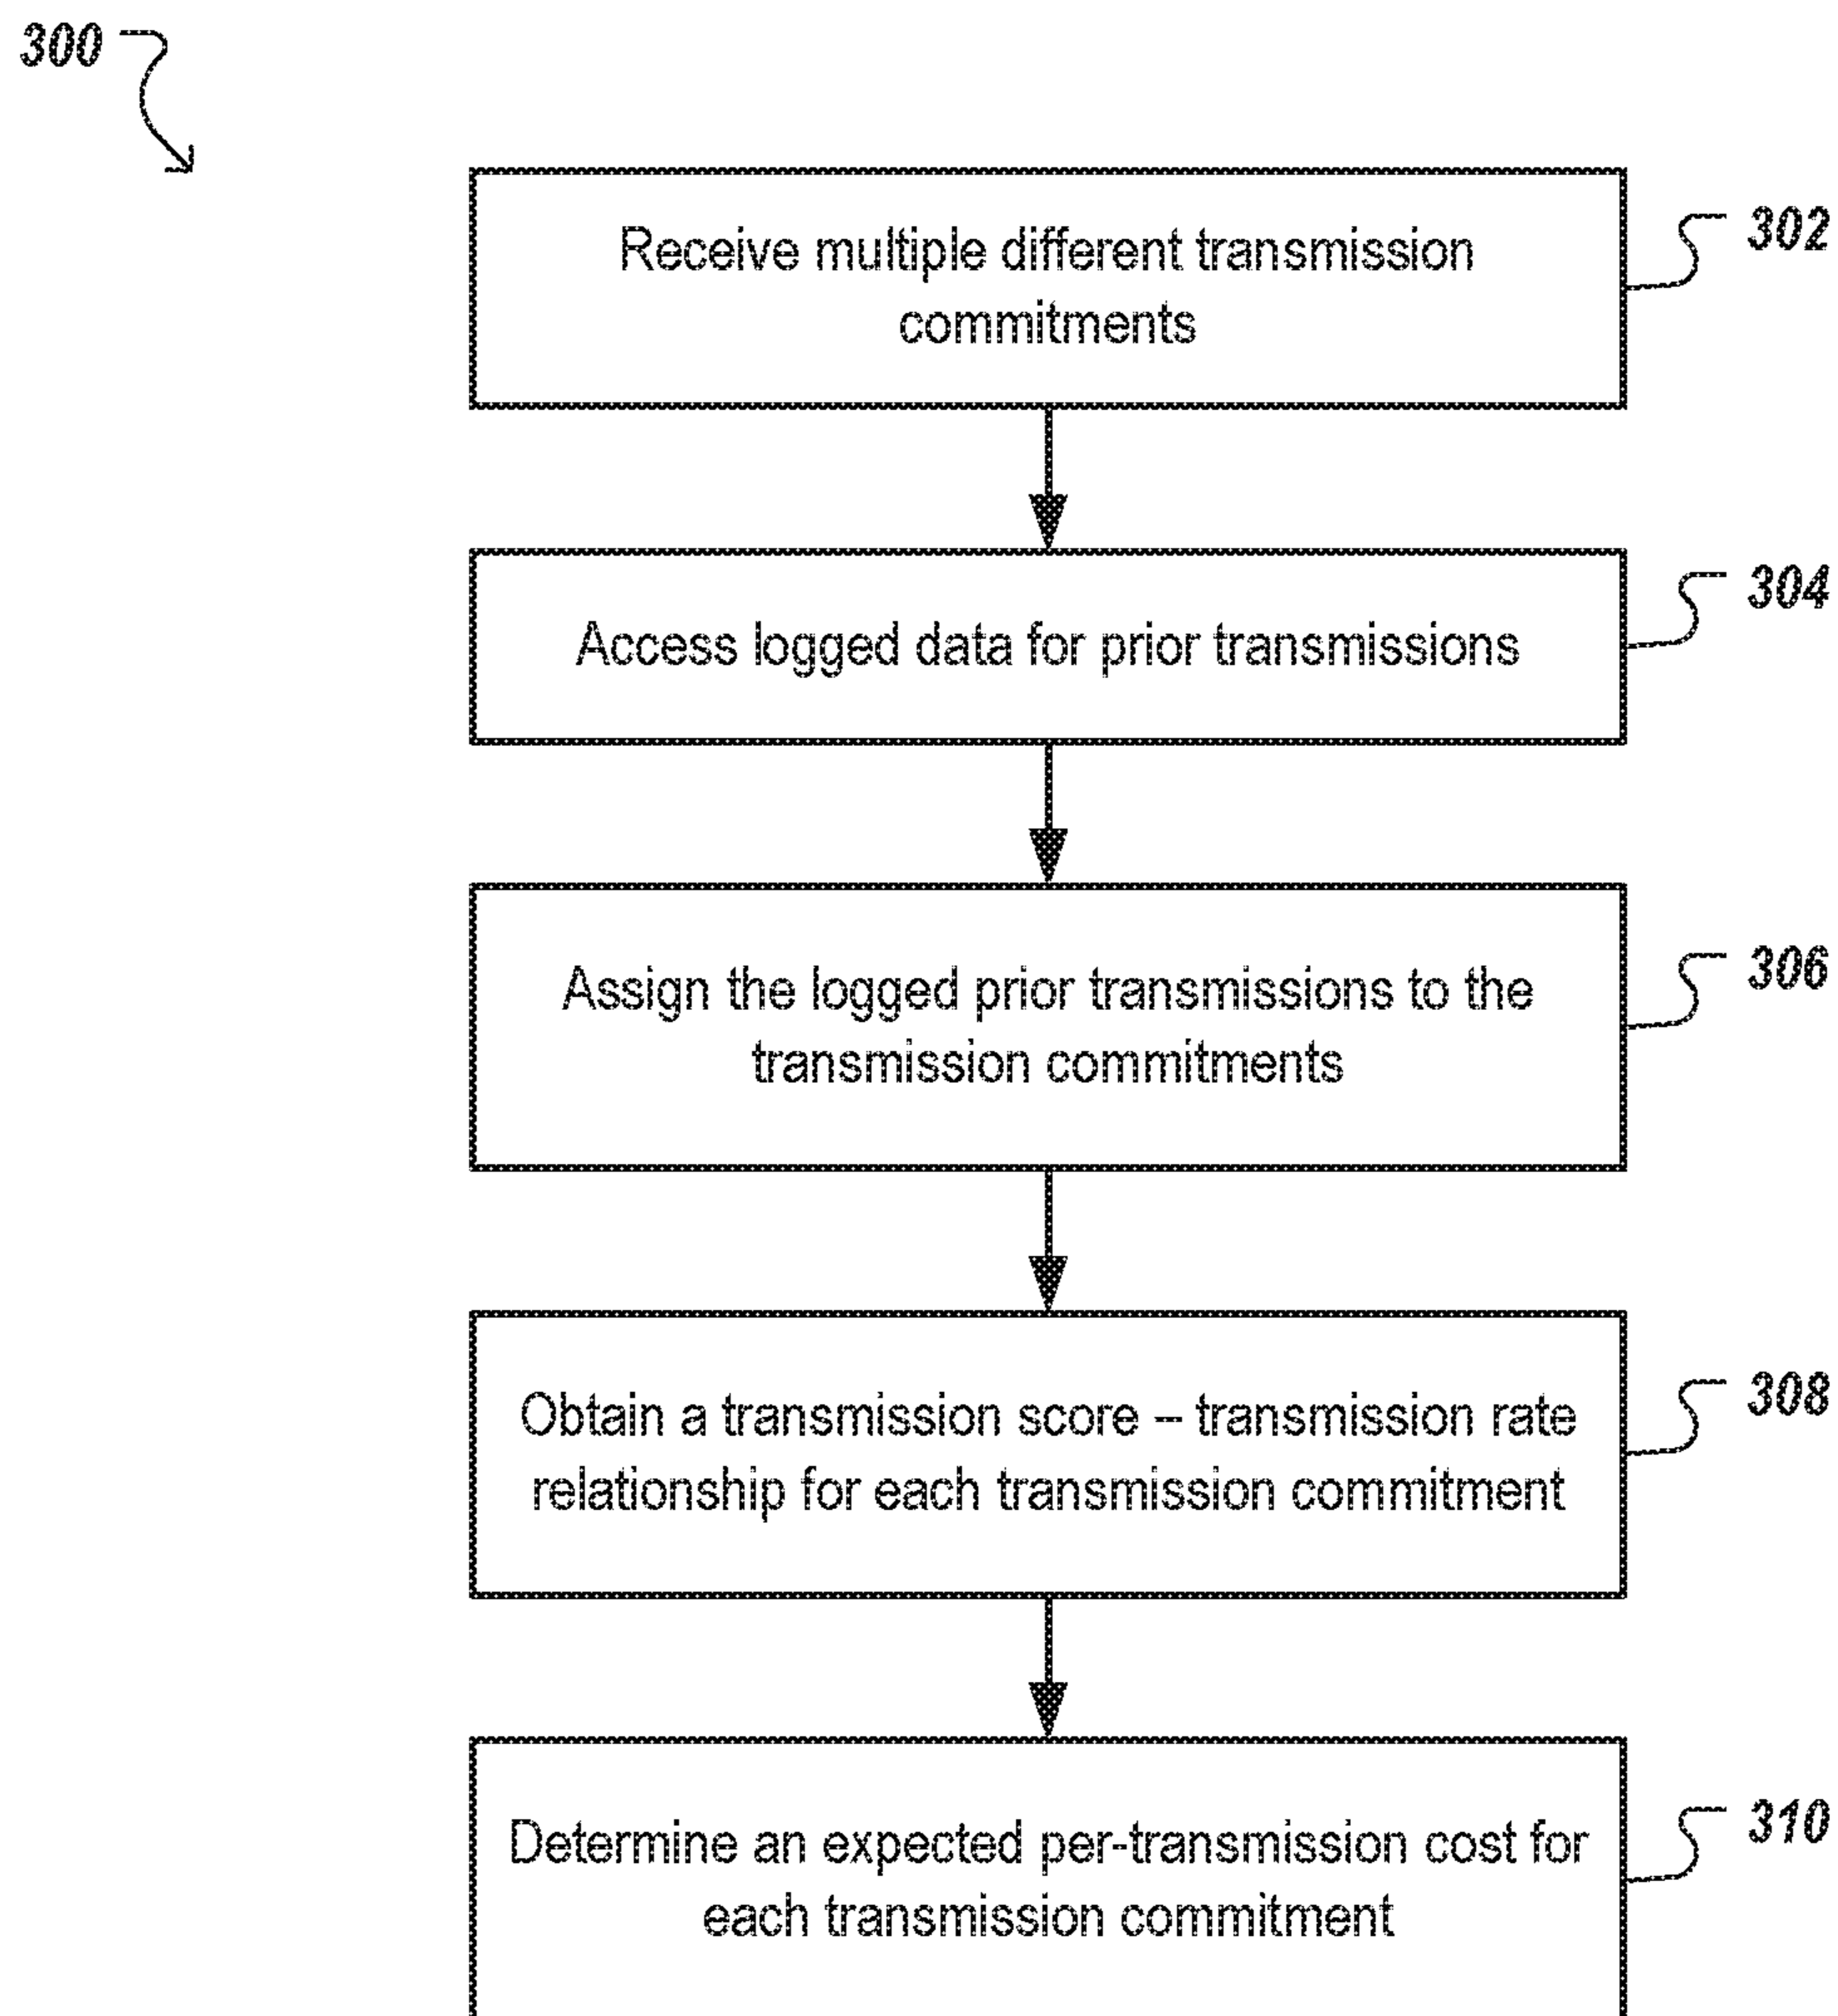 300
Receive multiple different transmission
commitments
302
Access logged data for prior transmissions
304
Assign the logged prior transmissions to the
transmission commitments
306
Obtain a transmission score – transmission rate
relationship for each transmission commitment
308
Determine an expected per-transmission cost for
each transmission commitment
310